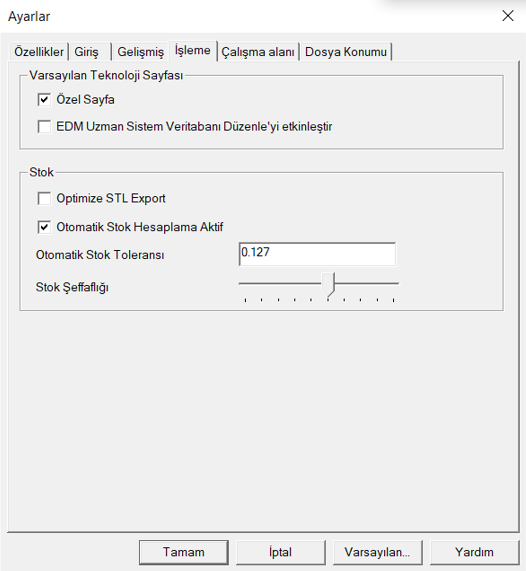 Ayarlar
Özellikler Giriş Gelişmiş İşleme Çalışma alanı Dosya Konumu
Varsayılan Teknoloji Sayfası
Özel Sayfa
EDM Uzman Sistem Veritabanı Düzenle'yi etkinleştir
Stok
Optimize STL Export
Otomatik Stok Hesaplama Aktif
Otomatik Stok Toleransı 0.127
Stok Şeffaflığı
Tamam İptal Varsayılan... Yardım